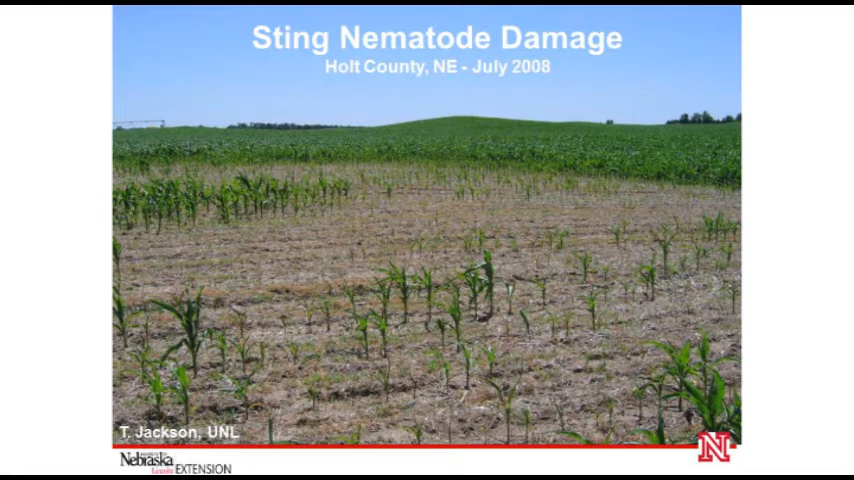 Sting Nematode Damage
Holt County, NE - July 2008
T. Jackson, UNL
N
Nebraska
Lincoln EXTENSION